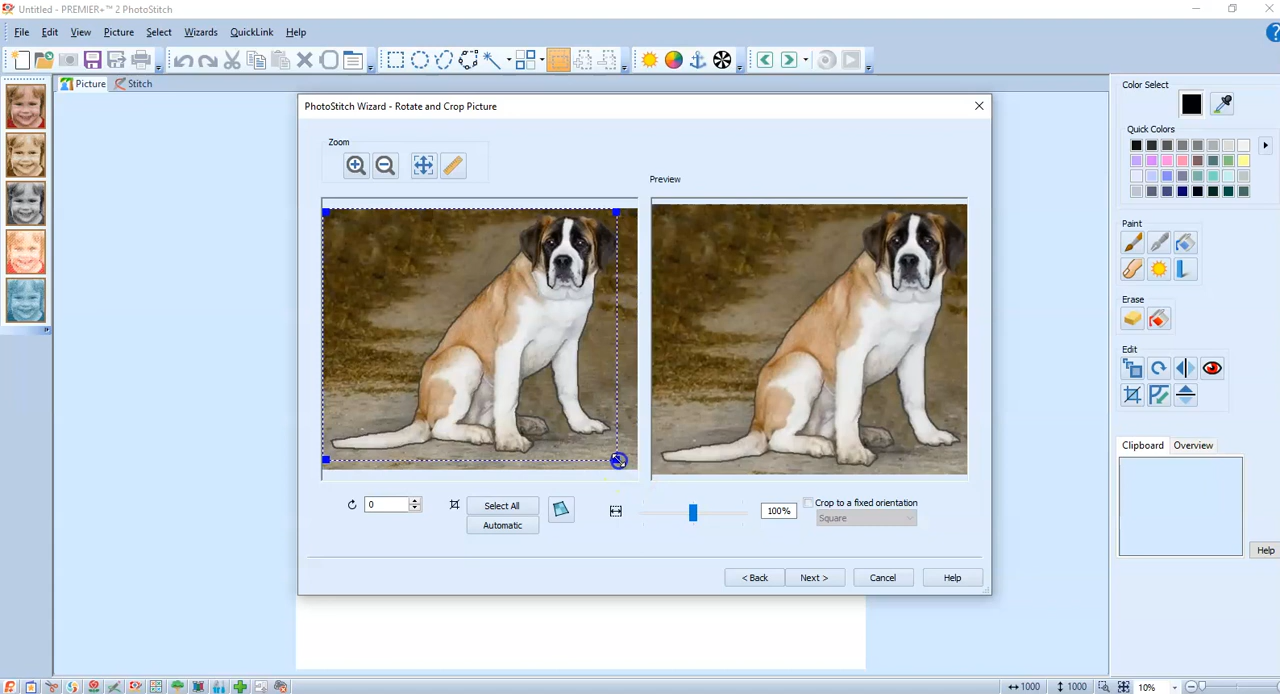 Untitled - PREMIER+™ 2 PhotoStitch
File Edit View Picture Select Wizards QuickLink Help
Picture Stitch
PhotoStitch Wizard - Rotate and Crop Picture
Zoom
Preview
0
Select All
Automatic
100%
Crop to a fixed orientation
Square
< Back Next > Cancel Help
Color Select
Quick Colors
Paint
Erase
Edit
Clipboard Overview
Help
1000 1000 10%